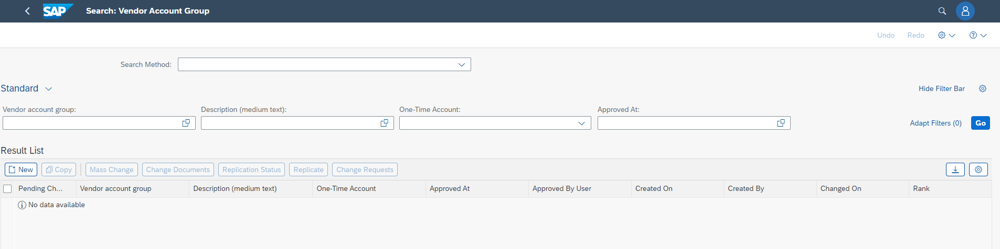 SAP Search: Vendor Account Group
Undo Redo
Search Method:
Standard
Hide Filter Bar
Vendor account group: Description (medium text): One-Time Account: Approved At:
Adapt Filters (0) Go
Result List
New Copy Mass Change Change Documents Replication Status Replicate Change Requests
Pending Ch... Vendor account group Description (medium text) One-Time Account Approved At Approved By User Created On Created By Changed On Rank
No data available